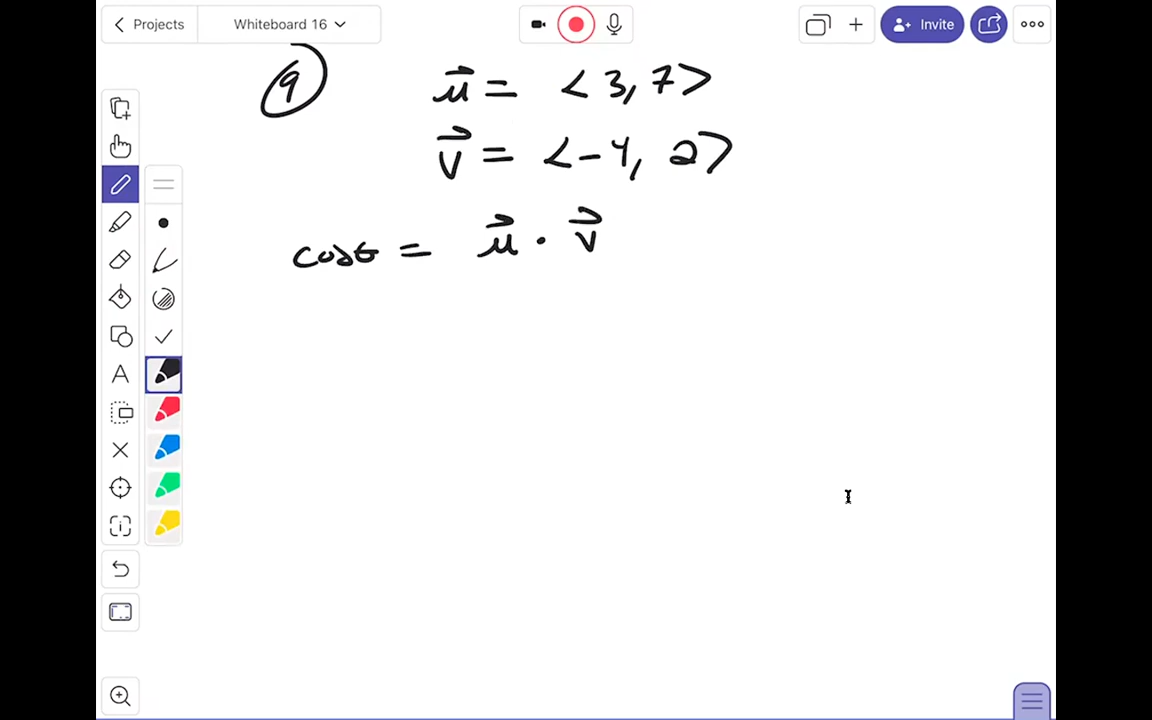 Projects
Whiteboard 16
Invite
9
u⃗ = < 3, 7>
v⃗ = <-4, 2>
cosθ = u⃗ · v⃗
A